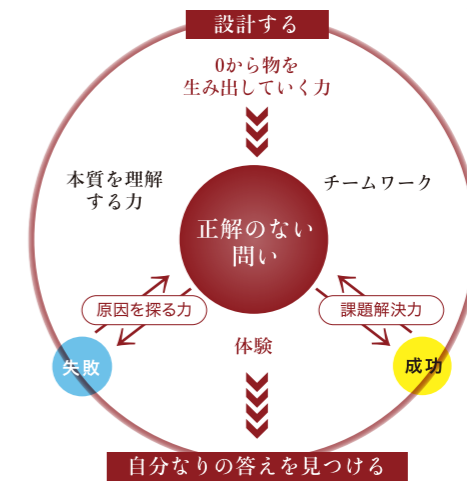 設計する
0から物を
生み出していく力
本質を理解
する力
チームワーク
正解のない
問い
原因を探る力
課題解決力
失敗
体験
成功
自分なりの答えを見つける